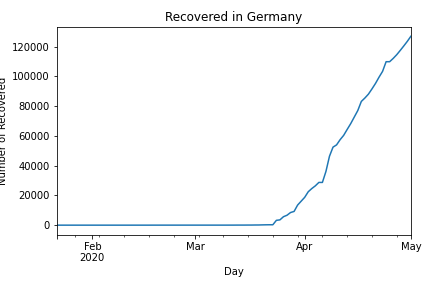 Recovered in Germany
120000
100000
80000
60000
40000
20000
0
Number of Recovered
Feb
2020
Mar
Apr
May
Day